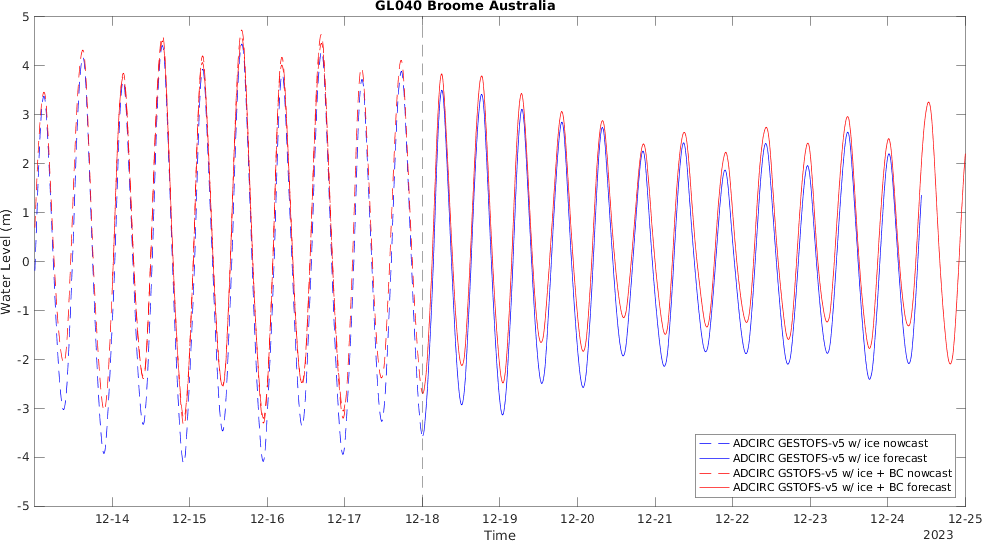 GL040 Broome Australia
5
4
3
2
1
0
-1
-2
-3
-4
-5
Water Level (m)
ADCIRC GESTOFS-v5 w/ ice nowcast
ADCIRC GESTOFS-v5 w/ ice forecast
ADCIRC GSTOFS-v5 w/ ice + BC nowcast
ADCIRC GSTOFS-v5 w/ ice + BC forecast
12-14 12-15 12-16 12-17 12-18 12-19 12-20 12-21 12-22 12-23 12-24 12-25
Time
2023